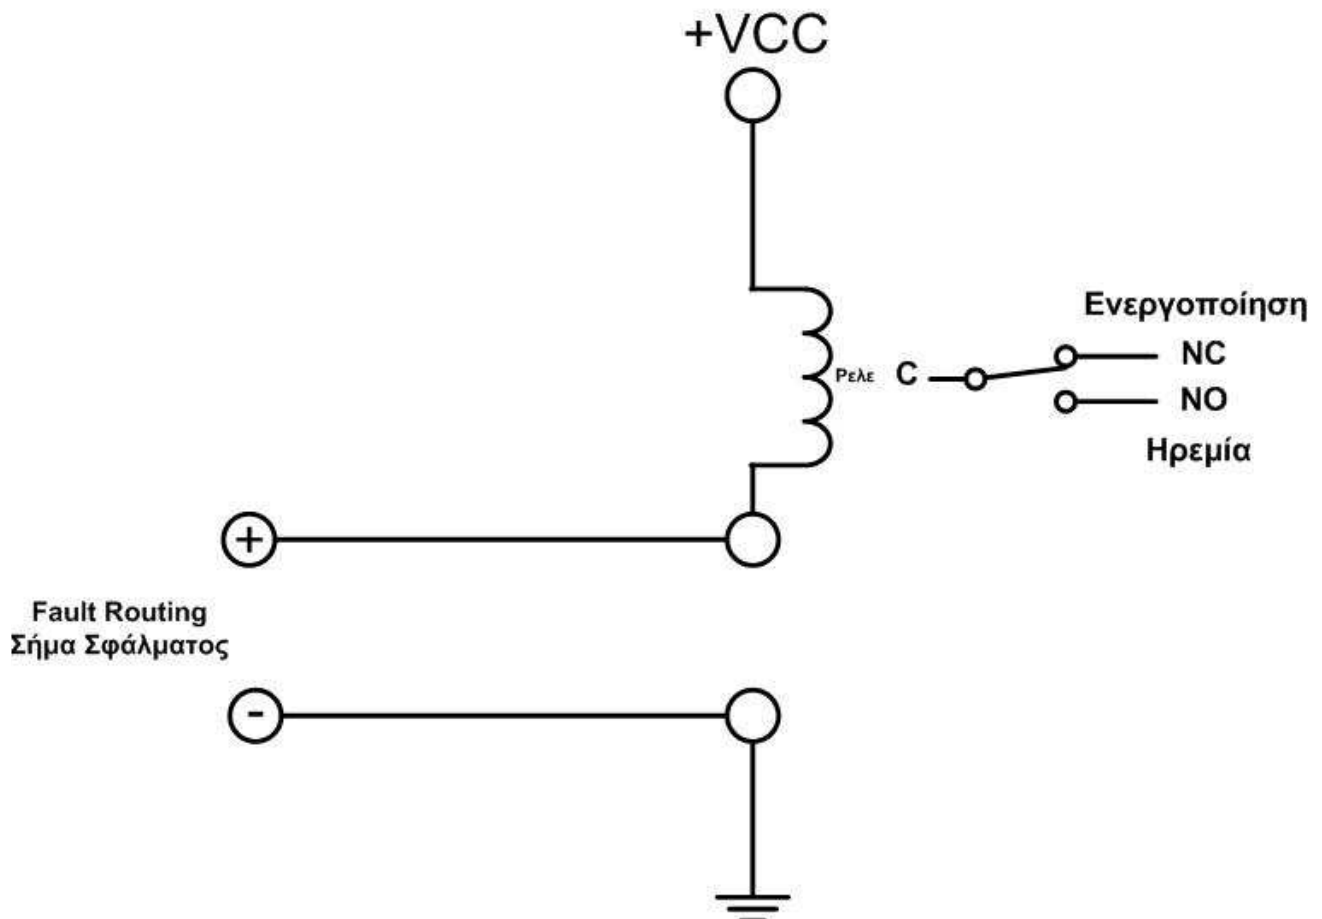 +VCC
Ενεργοποίηση
Ρελε C NC
NO
Ηρεμία
+
Fault Routing
Σήμα Σφάλματος
-